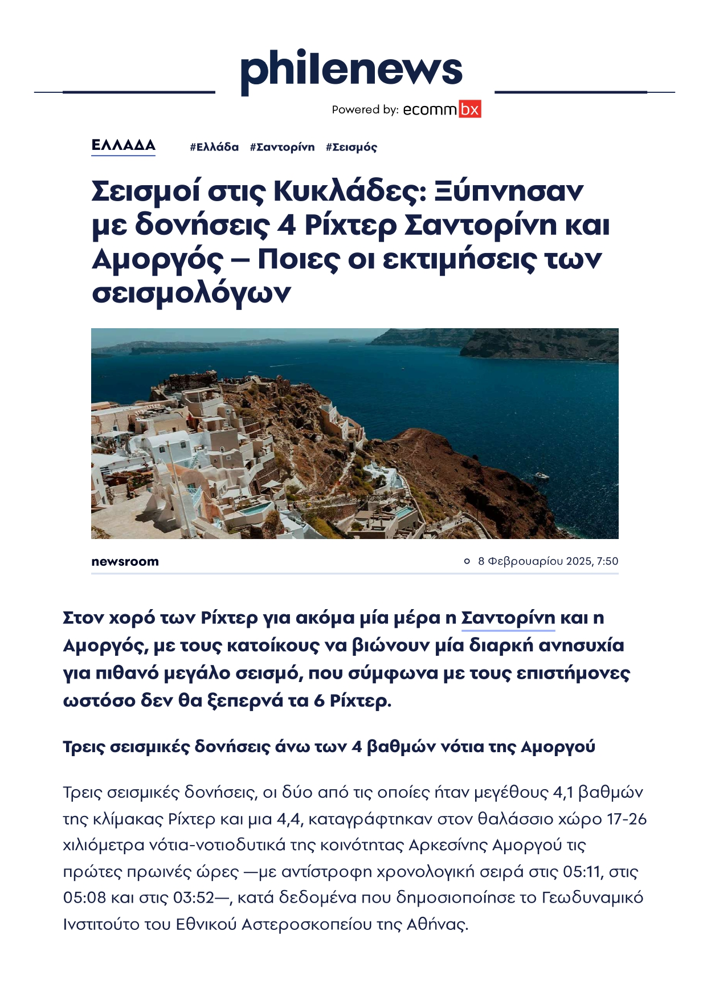 philenews
Powered by: ecommbx
ΕΛΛΑΔΑ #Ελλάδα #Σαντορίνη #Σεισμός
Σεισμοί στις Κυκλάδες: Ξύπνησαν
με δονήσεις 4 Ρίχτερ Σαντορίνη και
Αμοργός – Ποιες οι εκτιμήσεις των
σεισμολόγων
newsroom 8 Φεβρουαρίου 2025, 7:50
Στον χορό των Ρίχτερ για ακόμα μία μέρα η Σαντορίνη και η
Αμοργός, με τους κατοίκους να βιώνουν μία διαρκή ανησυχία
για πιθανό μεγάλο σεισμό, που σύμφωνα με τους επιστήμονες
ωστόσο δεν θα ξεπερνά τα 6 Ρίχτερ.
Τρεις σεισμικές δονήσεις άνω των 4 βαθμών νότια της Αμοργού
Τρεις σεισμικές δονήσεις, οι δύο από τις οποίες ήταν μεγέθους 4,1 βαθμών
της κλίμακας Ρίχτερ και μια 4,4, καταγράφτηκαν στον θαλάσσιο χώρο 17-26
χιλιόμετρα νότια-νοτιοδυτικά της κοινότητας Αρκεσίνης Αμοργού τις
πρώτες πρωινές ώρες —με αντίστροφη χρονολογική σειρά στις 05:11, στις
05:08 και στις 03:52—, κατά δεδομένα που δημοσιοποίησε το Γεωδυναμικό
Ινστιτούτο του Εθνικού Αστεροσκοπείου της Αθήνας.